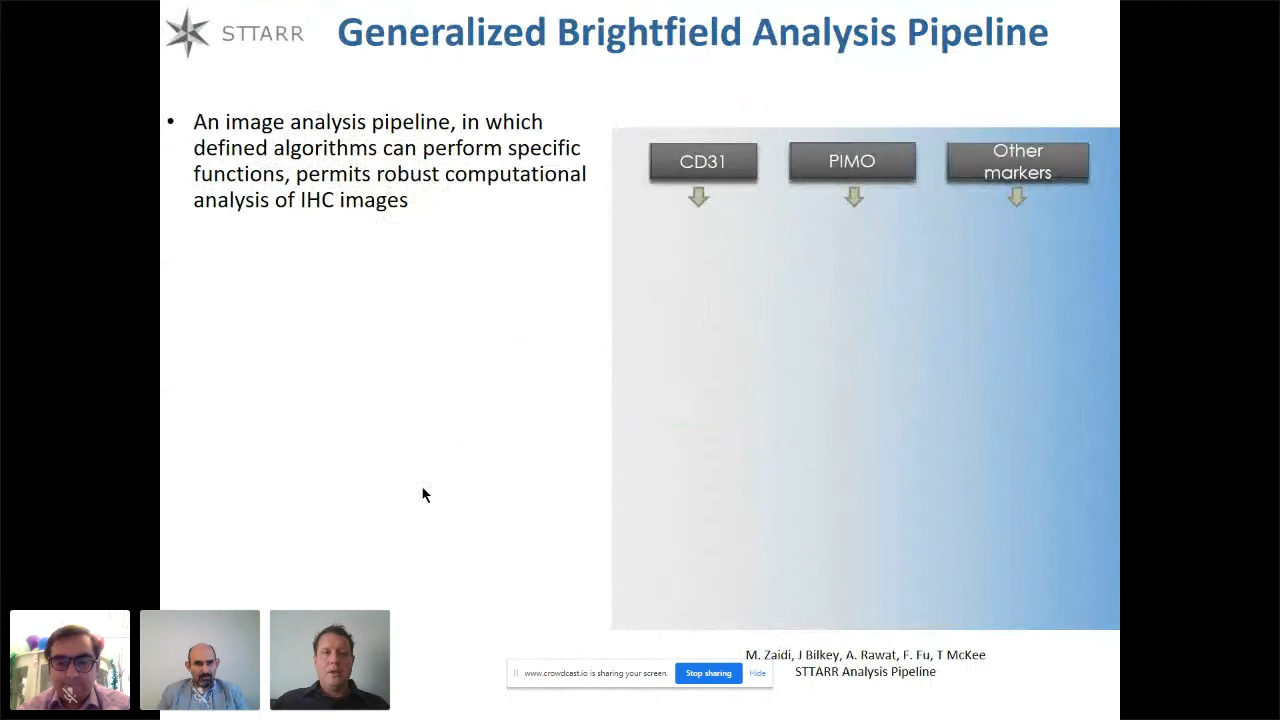 STTARR
Generalized Brightfield Analysis Pipeline
• An image analysis pipeline, in which
defined algorithms can perform specific
functions, permits robust computational
analysis of IHC images
CD31
PIMO
Other
markers
M. Zaidi, J Bilkey, A. Rawat, F. Fu, T McKee
STTARR Analysis Pipeline
www.crowdcast.io is sharing your screen.
Stop sharing
Hide